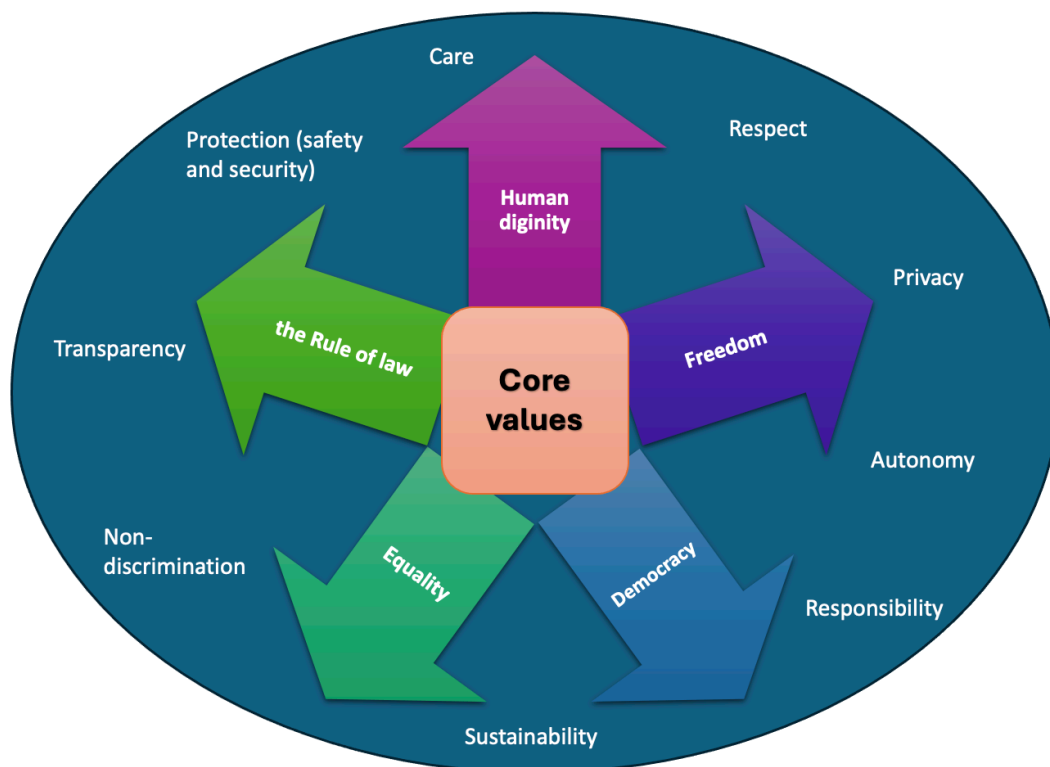 Care
Respect
Protection (safety
and security)
Human
diginity
Privacy
the Rule of law
Freedom
Transparency
Core
values
Autonomy
Non-
discrimination
Equality
Democracy
Responsibility
Sustainability